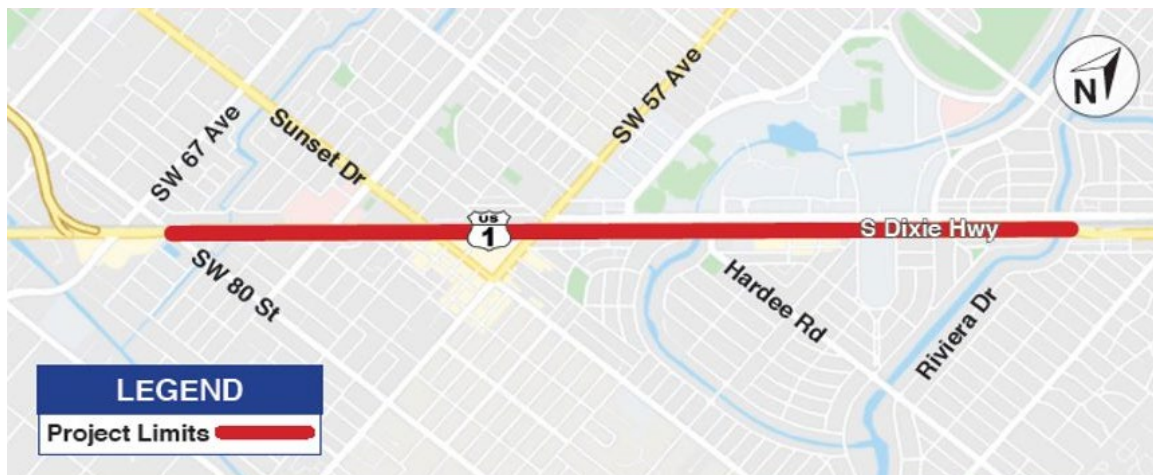 SW 67 Ave
Sunset Dr
SW 57 Ave
N
US
1
S Dixie Hwy
SW 80 St
Hardee Rd
Riviera Dr
LEGEND
Project Limits